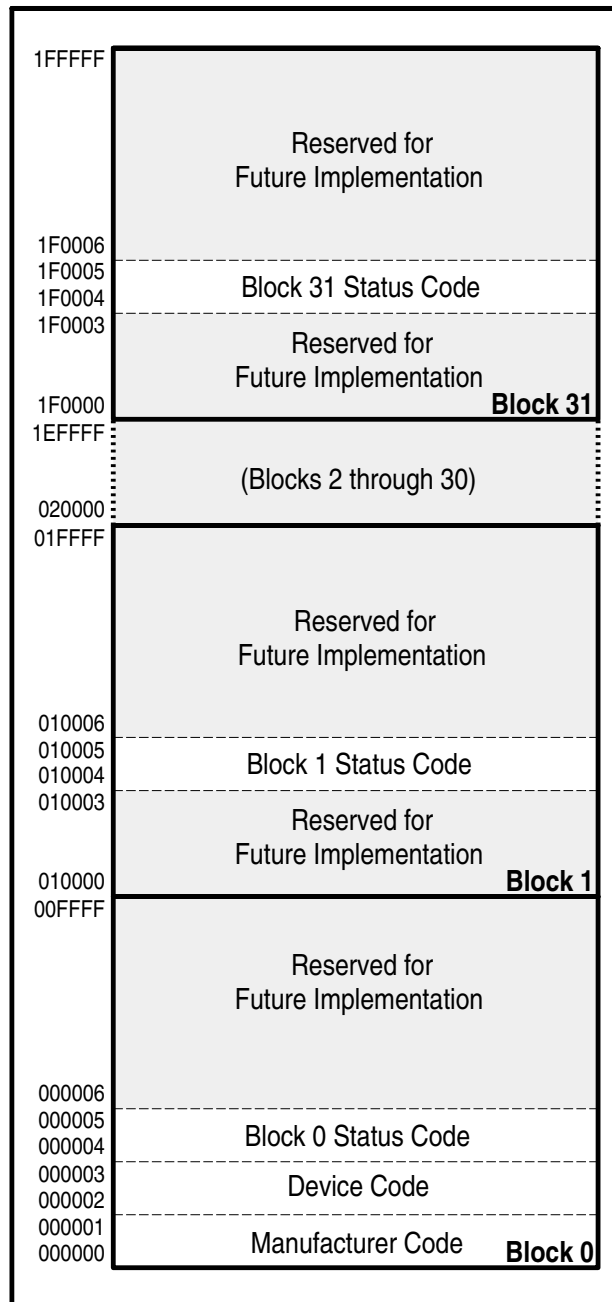 1FFFFF
Reserved for
Future Implementation
1F0006
1F0005
Block 31 Status Code
1F0004
1F0003
Reserved for
Future Implementation
1F0000
Block 31
1EFFFF
(Blocks 2 through 30)
020000
01FFFF
Reserved for
Future Implementation
010006
010005
Block 1 Status Code
010004
010003
Reserved for
Future Implementation
010000
Block 1
00FFFF
Reserved for
Future Implementation
000006
000005
Block 0 Status Code
000004
000003
Device Code
000002
000001
Manufacturer Code
Block 0
000000